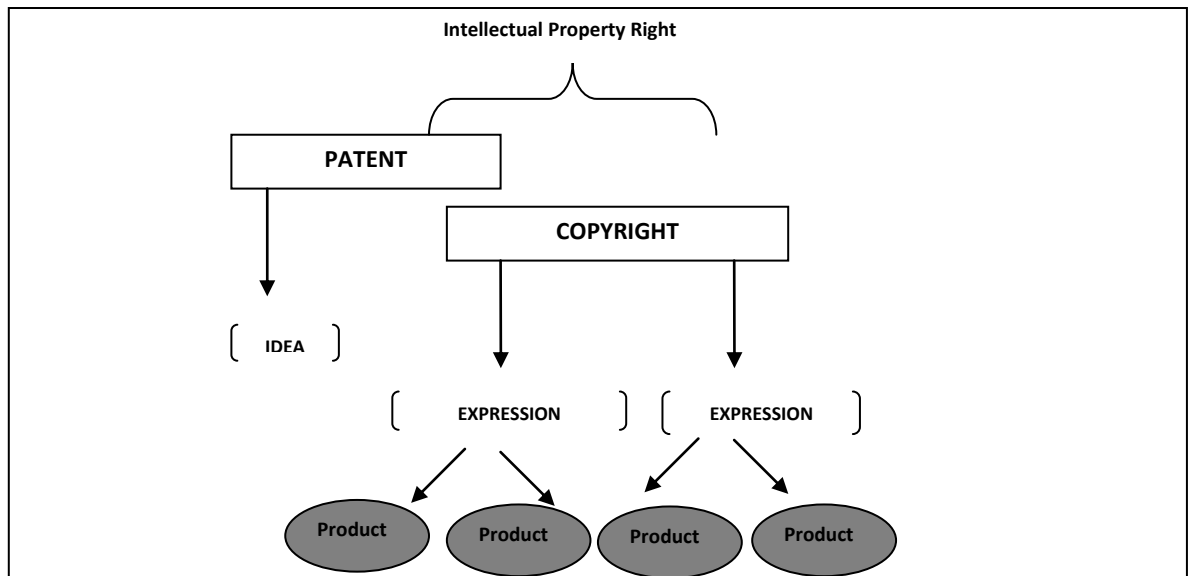 Intellectual Property Right
PATENT
COPYRIGHT
IDEA
EXPRESSION EXPRESSION
Product Product Product Product